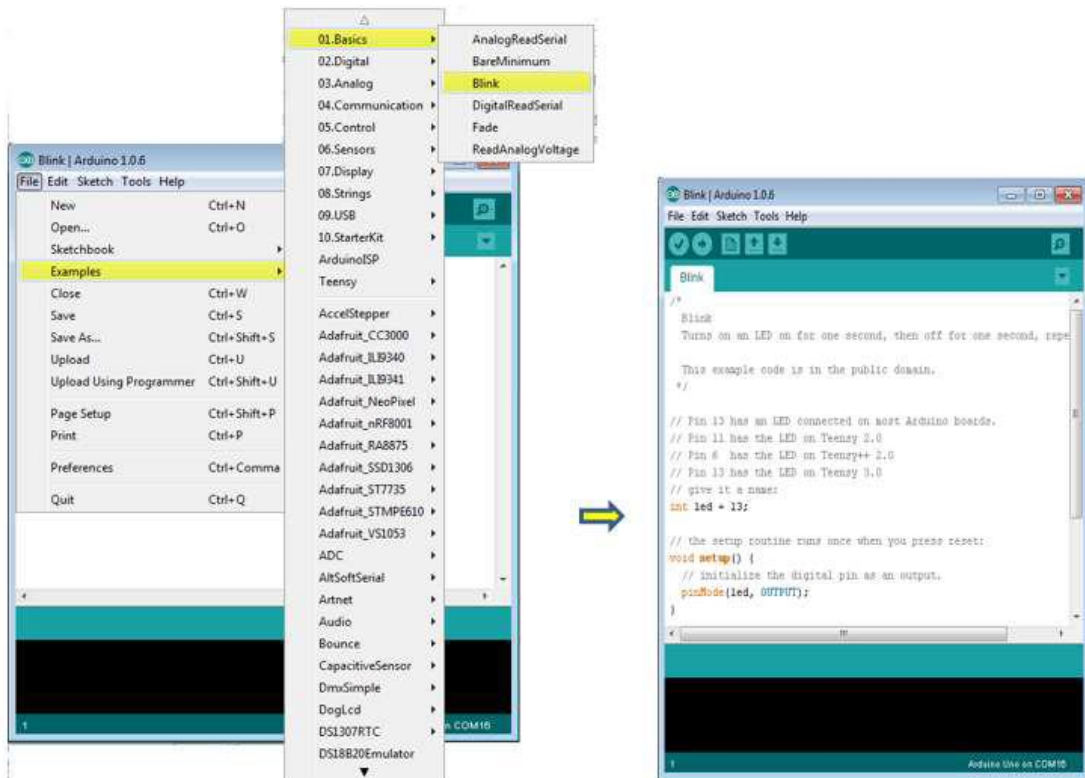 Blink | Arduino 1.0.6
File Edit Sketch Tools Help
New Ctrl+N
Open... Ctrl+O
Sketchbook
Examples
Close Ctrl+W
Save Ctrl+S
Save As... Ctrl+Shift+S
Upload Ctrl+U
Upload Using Programmer Ctrl+Shift+U
Page Setup Ctrl+Shift+P
Print Ctrl+P
Preferences Ctrl+Comma
Quit Ctrl+Q
1
n COM16
01.Basics
02.Digital
03.Analog
04.Communication
05.Control
06.Sensors
07.Display
08.Strings
09.USB
10.StarterKit
ArduinoISP
Teensy
AccelStepper
Adafruit_CC3000
Adafruit_ILI9340
Adafruit_ILI9341
Adafruit_NeoPixel
Adafruit_nRF8001
Adafruit_RA8875
Adafruit_SSD1306
Adafruit_ST7735
Adafruit_STMPE610
Adafruit_VS1053
ADC
AltSoftSerial
Artnet
Audio
Bounce
CapacitiveSensor
DmxSimple
DogLcd
DS1307RTC
DS18B20Emulator
AnalogReadSerial
BareMinimum
Blink
DigitalReadSerial
Fade
ReadAnalogVoltage
Blink | Arduino 1.0.6
File Edit Sketch Tools Help
Blink
/*
Blink
Turns on an LED on for one second, then off for one second, repe
This example code is in the public domain.
*/
// Pin 13 has an LED connected on most Arduino boards.
// Pin 11 has the LED on Teensy 2.0
// Pin 6 has the LED on Teensy++ 2.0
// Pin 13 has the LED on Teensy 3.0
// give it a name:
int led = 13;
// the setup routine runs once when you press reset:
void setup() {
// initialize the digital pin as an output.
pinMode(led, OUTPUT);
}
1
Arduino Uno on COM16